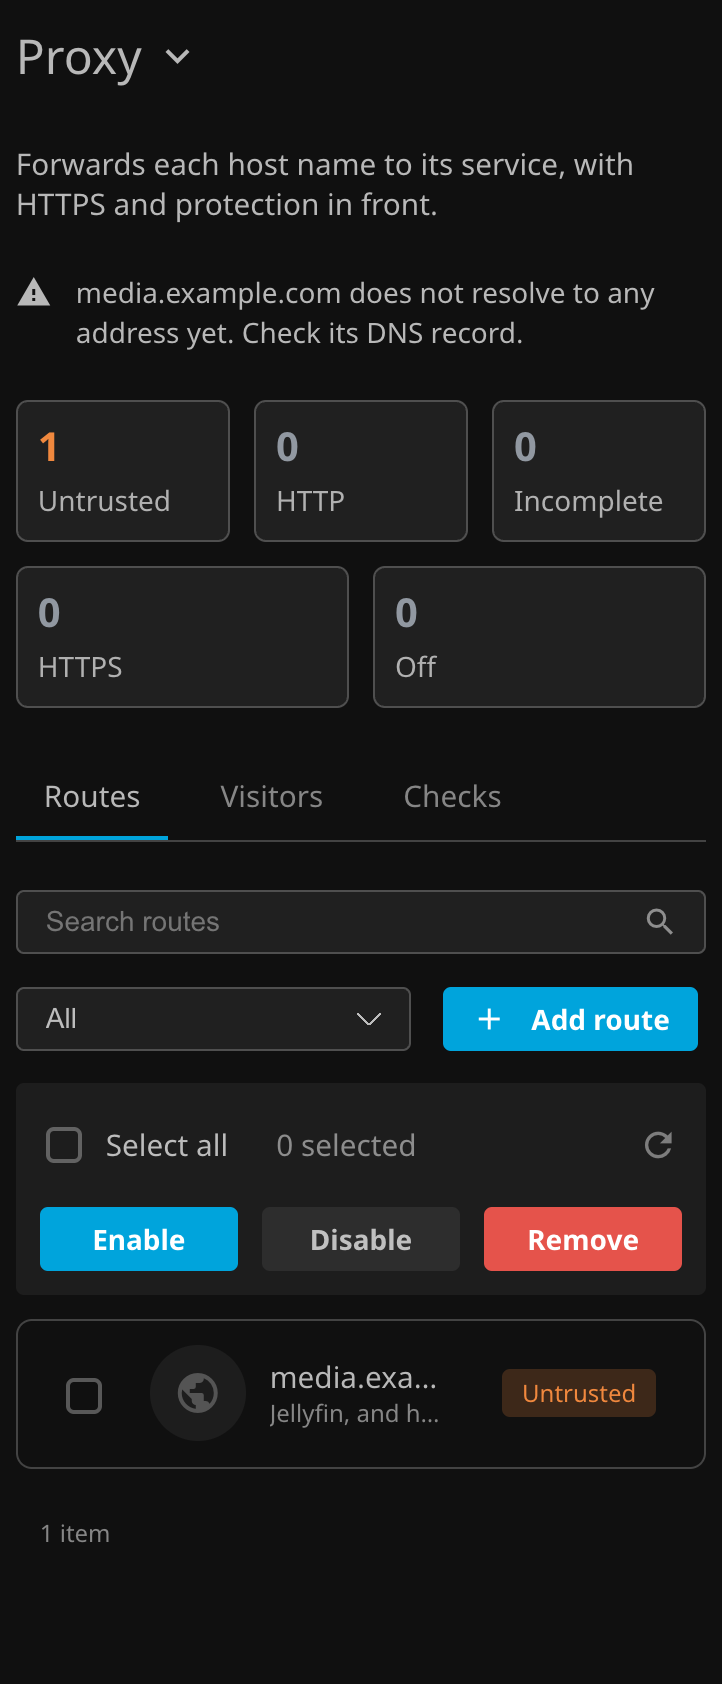 Proxy
Forwards each host name to its service, with
HTTPS and protection in front.
media.example.com does not resolve to any
address yet. Check its DNS record.
1
Untrusted
0
HTTP
0
Incomplete
0
HTTPS
0
Off
Routes
Visitors
Checks
Search routes
All
Add route
Select all
0 selected
Enable
Disable
Remove
media.exa...
Jellyfin, and h...
Untrusted
1 item